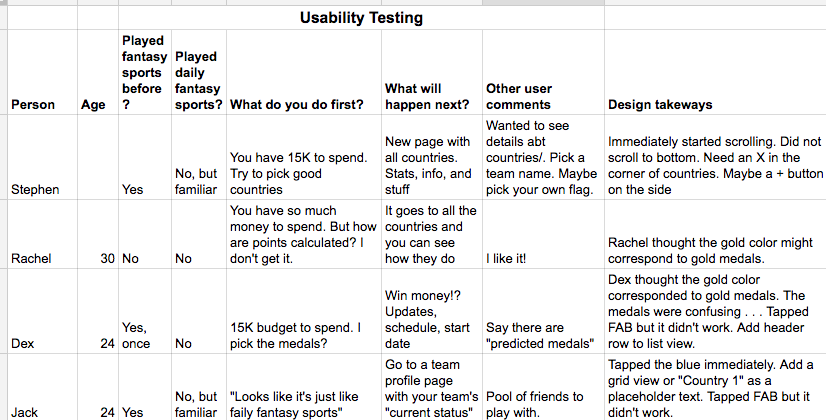 Usability Testing
Person
Age
Played
fantasy
sports
before
?
Played
daily
fantasy
sports?
What do you do first?
What will
happen next?
Other user
comments
Design takeways
Stephen
Yes
No, but
familiar
You have 15K to spend.
Try to pick good
countries
New page with
all countries.
Stats, info, and
stuff
Wanted to see
details abt
countries/. Pick a
team name. Maybe
pick your own flag.
Immediately started scrolling. Did not
scroll to bottom. Need an X in the
corner of countries. Maybe a + button
on the side
Rachel
30
No
No
You have so much
money to spend. But how
are points calculated? I
don't get it.
It goes to all the
countries and
you can see
how they do
I like it!
Rachel thought the gold color might
correspond to gold medals.
Dex
24
Yes,
once
No
15K budget to spend. I
pick the medals?
Win money!?
Updates,
schedule, start
date
Say there are
"predicted medals"
Dex thought the gold color
corresponded to gold medals. The
medals were confusing . . . Tapped
FAB but it didn't work. Add header
row to list view.
Jack
24
Yes
No, but
familiar
"Looks like it's just like
faily fantasy sports"
Go to a team
profile page
with your team's
"current status"
Pool of friends to
play with.
Tapped the blue immediately. Add a
grid view or "Country 1" as a
placeholder text. Tapped FAB but it
didn't work.